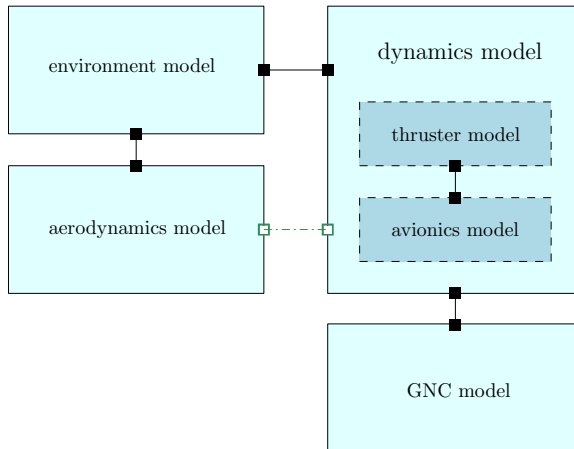 environment model
dynamics model
thruster model
aerodynamics model
avionics model
GNC model